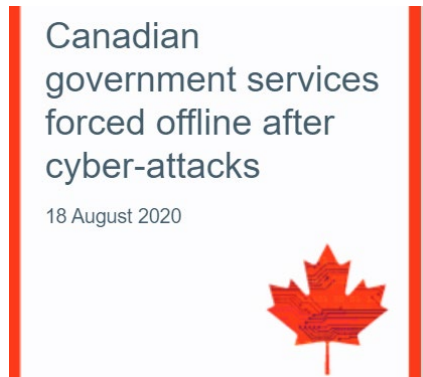 Canadian
government services
forced offline after
cyber-attacks
18 August 2020